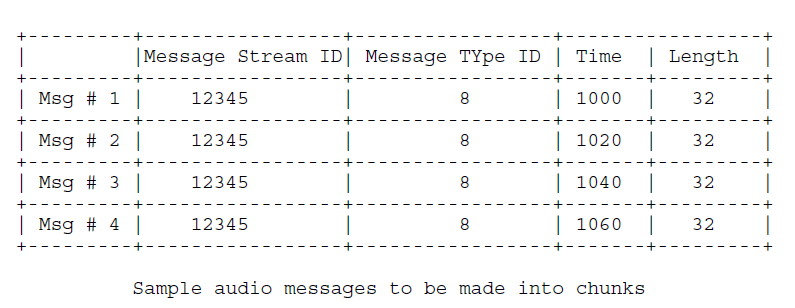 Message Stream ID Message TYpe ID Time Length
Msg # 1 12345 8 1000 32
Msg # 2 12345 8 1020 32
Msg # 3 12345 8 1040 32
Msg # 4 12345 8 1060 32
Sample audio messages to be made into chunks